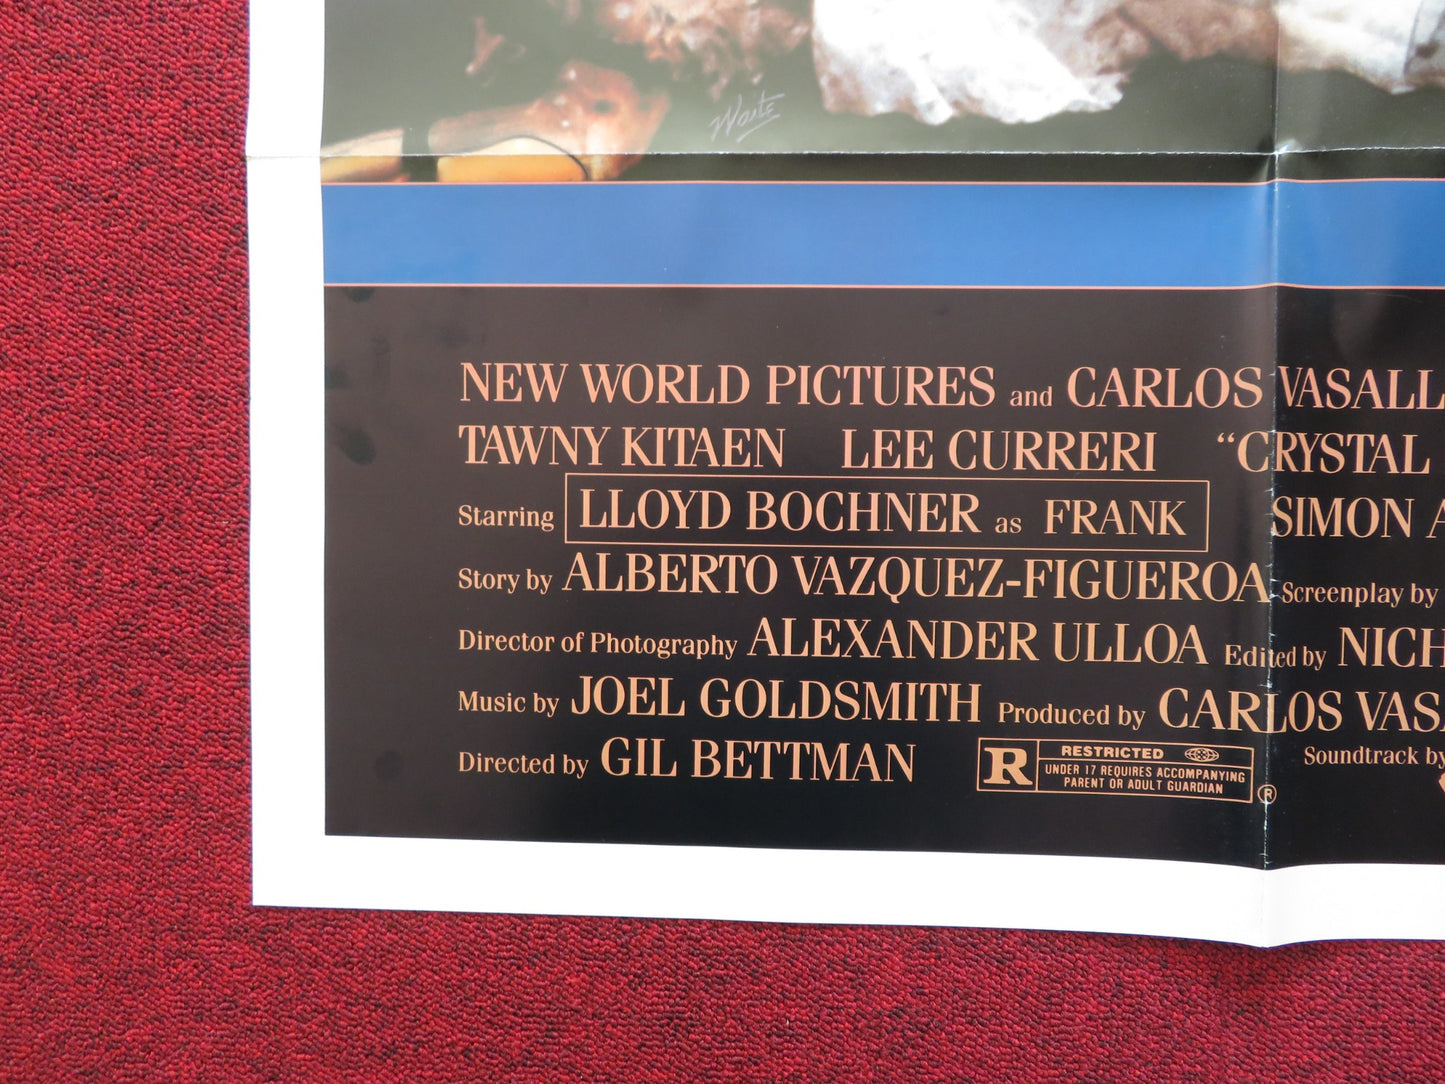 Waite
NEW WORLD PICTURES and CARLOS VASALL
TAWNY KITAEN LEE CURRERI "CRYSTAL
Starring LLOYD BOCHNER as FRANK SIMON A
Story by ALBERTO VAZQUEZ-FIGUEROA Screenplay by
Director of Photography ALEXANDER ULLOA Edited by NICH
Music by JOEL GOLDSMITH Produced by CARLOS VASA
Directed by GIL BETTMAN R RESTRICTED Soundtrack by
UNDER 17 REQUIRES ACCOMPANYING
PARENT OR ADULT GUARDIAN ®